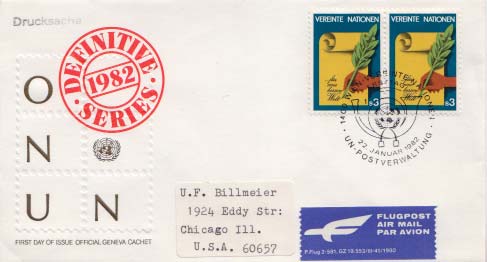 Drucksache
DEFINITIVE
1982
SERIES
O
N
U N
FIRST DAY OF ISSUE OFFICIAL GENEVA CACHET
VEREINTE NATIONEN
VEREINTE NATIONEN
s3
s3
22. JANUAR 1982
UN-POSTVERWALTUNG
U.F. Billmeier
1924 Eddy Str:
Chicago Ill.
U.S.A. 60657
FLUGPOST
AIR MAIL
PAR AVION